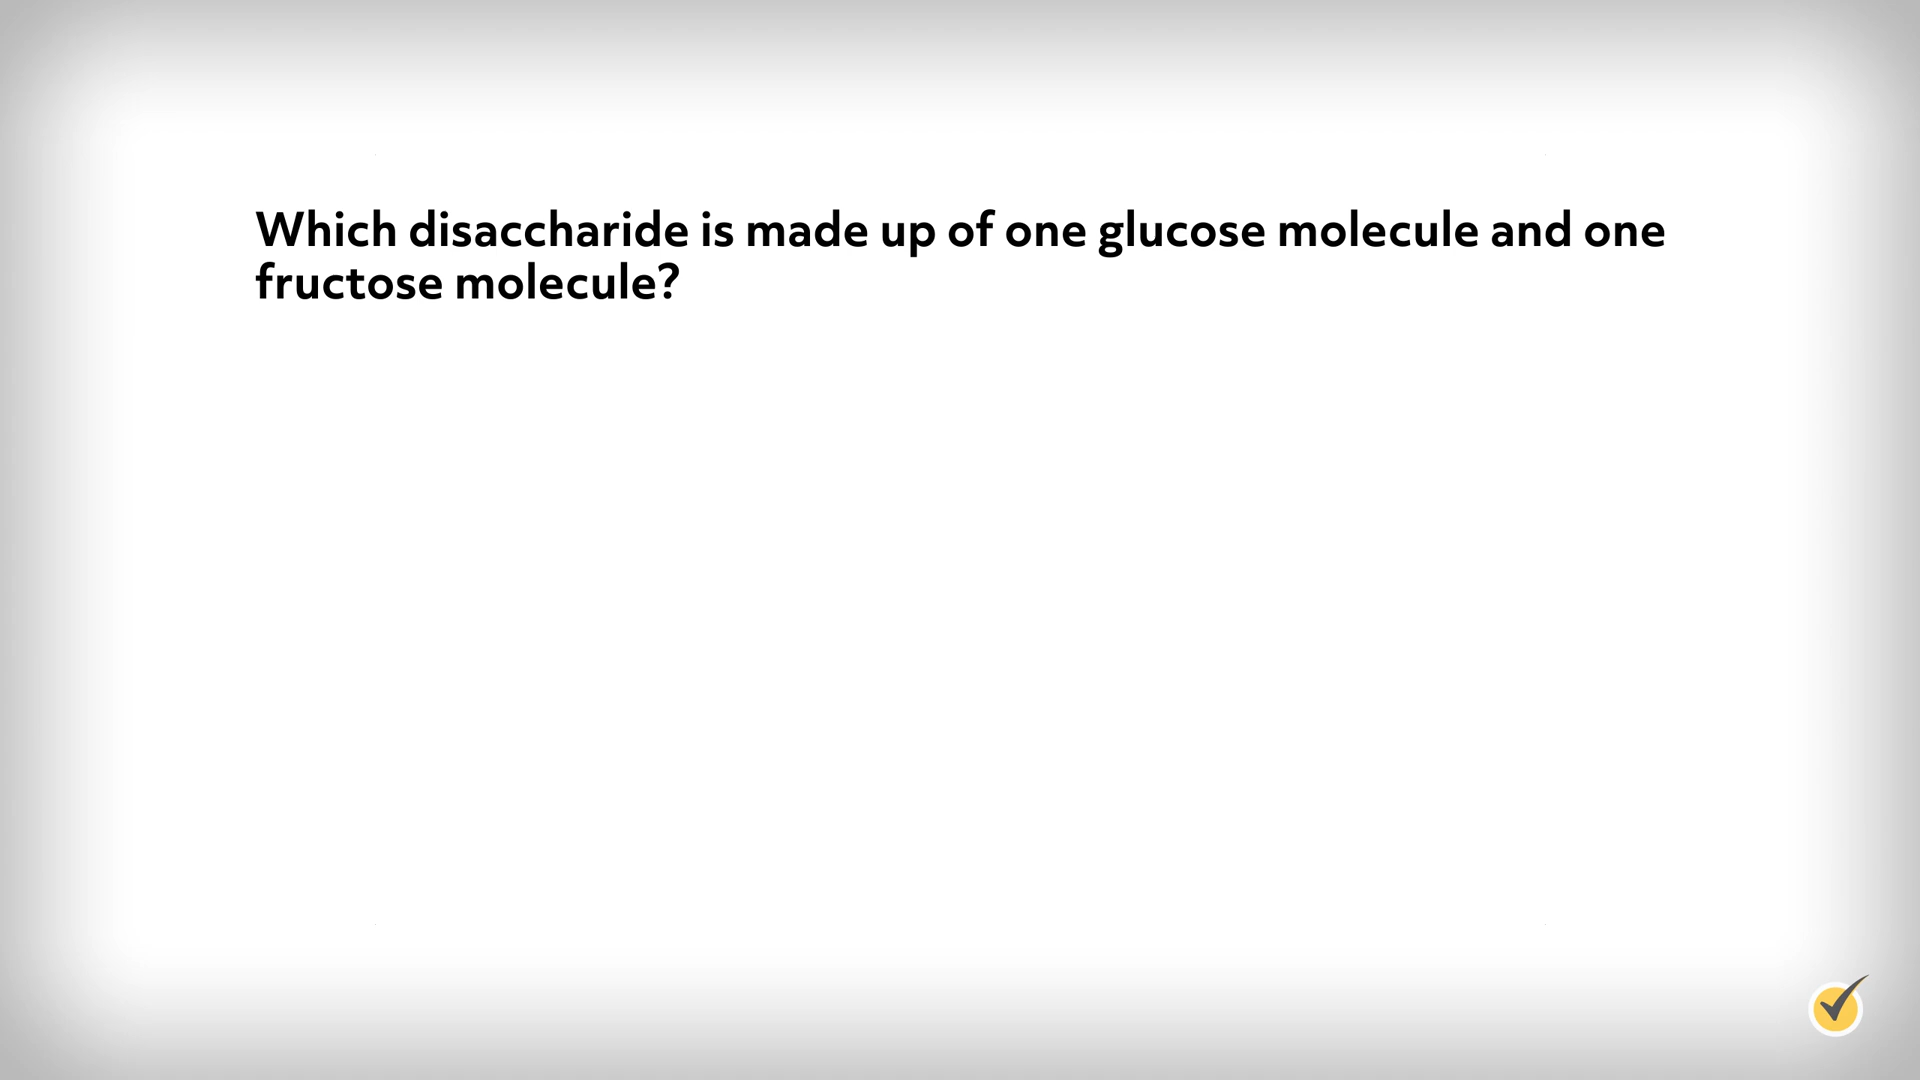 Which disaccharide is made up of one glucose molecule and one
fructose molecule?